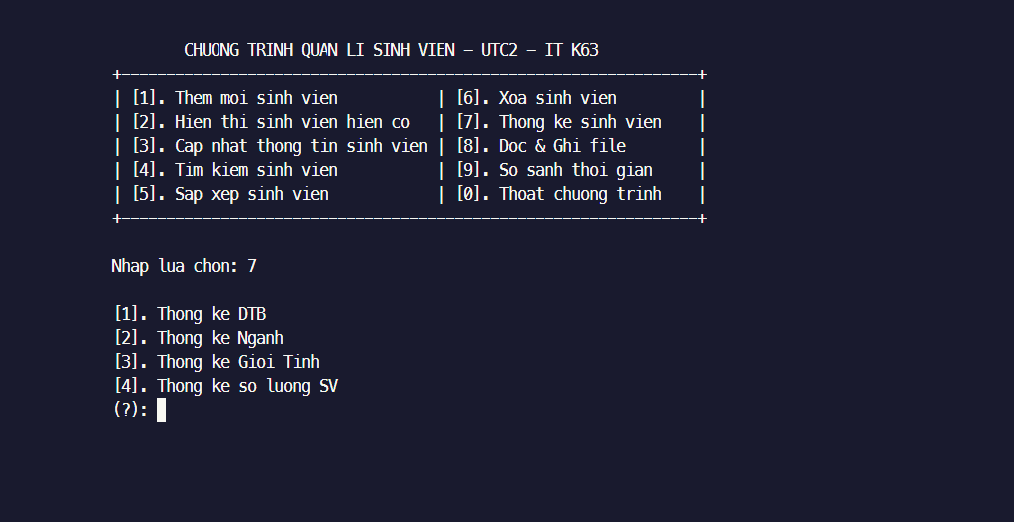 CHUONG TRINH QUAN LI SINH VIEN - UTC2 - IT K63
+----------------------------------------------------------------+
| [1]. Them moi sinh vien           | [6]. Xoa sinh vien         |
| [2]. Hien thi sinh vien hien co   | [7]. Thong ke sinh vien    |
| [3]. Cap nhat thong tin sinh vien | [8]. Doc & Ghi file        |
| [4]. Tim kiem sinh vien           | [9]. So sanh thoi gian     |
| [5]. Sap xep sinh vien            | [0]. Thoat chuong trinh    |
+----------------------------------------------------------------+
Nhap lua chon: 7
[1]. Thong ke DTB
[2]. Thong ke Nganh
[3]. Thong ke Gioi Tinh
[4]. Thong ke so luong SV
(?):